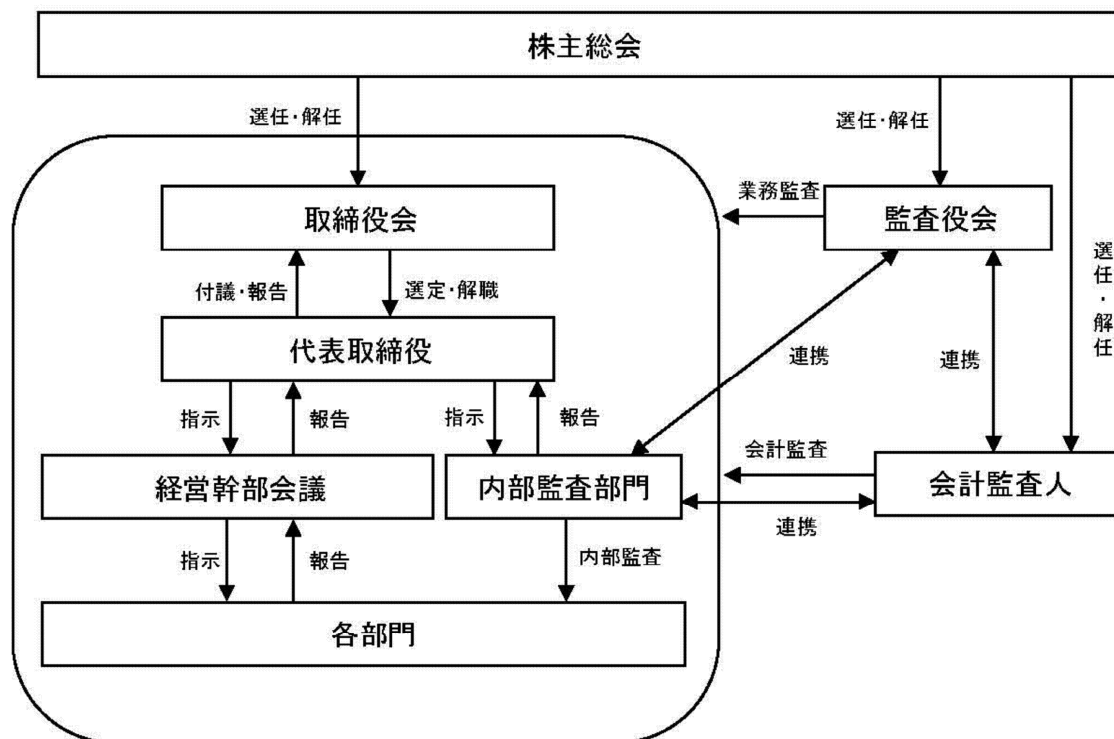 株主総会
選任・解任
選任・解任
選任・解任
取締役会
業務監査
監査役会
付議・報告
選定・解職
代表取締役
連携
連携
指示
報告
指示
報告
経営幹部会議
内部監査部門
会計監査
会計監査人
連携
指示
報告
内部監査
各部門